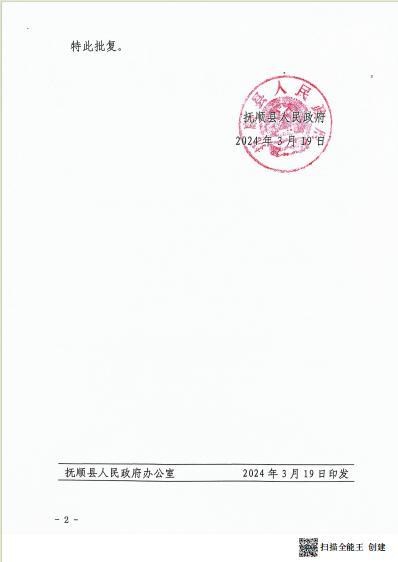 特此批复。
抚顺县人民政府
2024年3月19日
抚顺县人民政府办公室 2024年3月19日印发
- 2 -
扫描全能王 创建